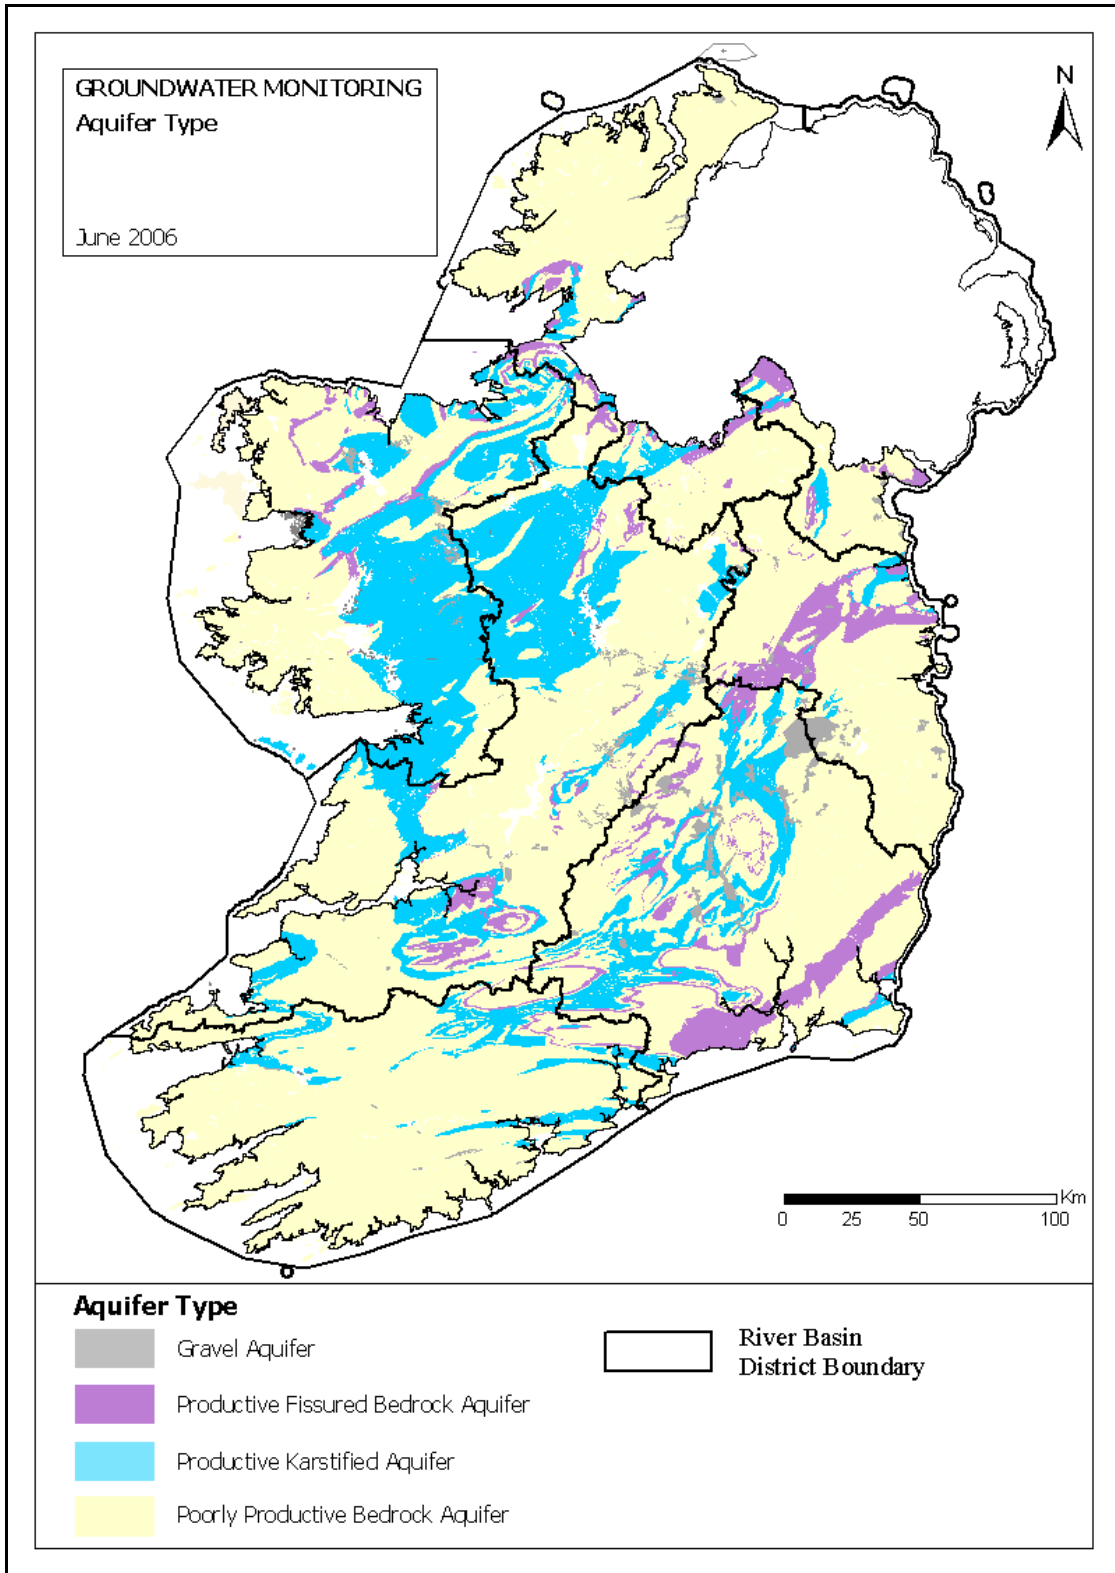 GROUNDWATER MONITORING
Aquifer Type
June 2006
N
Km
0 25 50 100
Aquifer Type
Gravel Aquifer
Productive Fissured Bedrock Aquifer
Productive Karstified Aquifer
Poorly Productive Bedrock Aquifer
River Basin
District Boundary